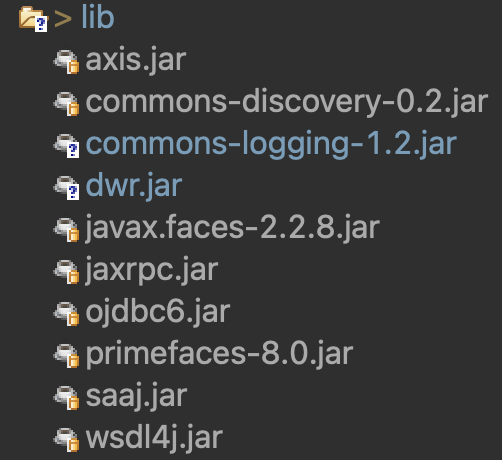 > lib
axis.jar
commons-discovery-0.2.jar
commons-logging-1.2.jar
dwr.jar
javax.faces-2.2.8.jar
jaxrpc.jar
ojdbc6.jar
primefaces-8.0.jar
saaj.jar
wsdl4j.jar